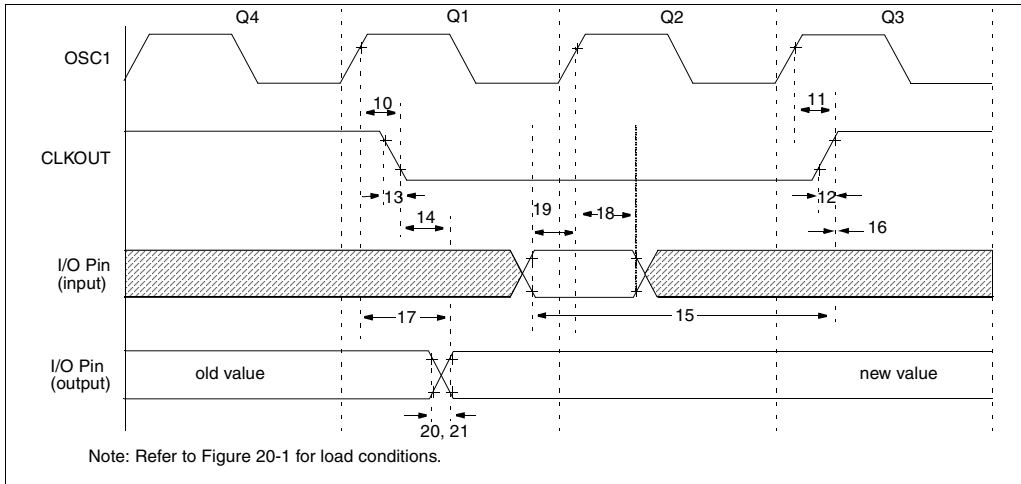 Q4 Q1 Q2 Q3
OSC1
10 11
CLKOUT
13 12
14 19 18 16
I/O Pin
(input)
17 15
I/O Pin
(output)
old value new value
20, 21
Note: Refer to Figure 20-1 for load conditions.